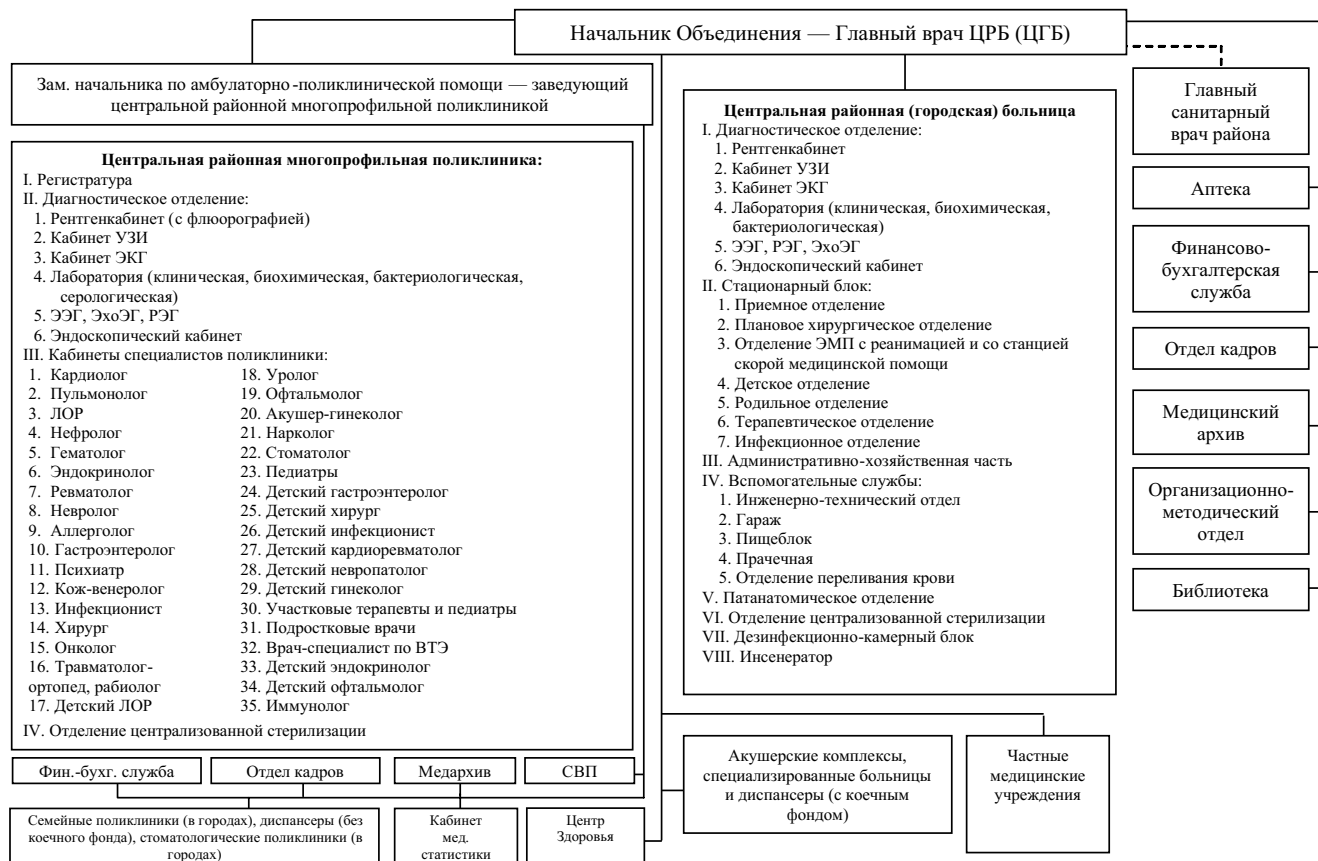 Начальник Объединения — Главный врач ЦРБ (ЦГБ)
Зам. начальника по амбулаторно-поликлинической помощи — заведующий
центральной районной многопрофильной поликлиникой
Центральная районная многопрофильная поликлиника:
I. Регистратура
II. Диагностическое отделение:
1. Рентгенкабинет (с флюорографией)
2. Кабинет УЗИ
3. Кабинет ЭКГ
4. Лаборатория (клиническая, биохимическая, бактериологическая,
серологическая)
5. ЭЭГ, ЭхоЭГ, РЭГ
6. Эндоскопический кабинет
III. Кабинеты специалистов поликлиники:
1. Кардиолог
2. Пульмонолог
3. ЛОР
4. Нефролог
5. Гематолог
6. Эндокринолог
7. Ревматолог
8. Невролог
9. Аллерголог
10. Гастроэнтеролог
11. Психиатр
12. Кож-венеролог
13. Инфекционист
14. Хирург
15. Онколог
16. Травматолог-
ортопед, рабиолог
17. Детский ЛОР
18. Уролог
19. Офтальмолог
20. Акушер-гинеколог
21. Нарколог
22. Стоматолог
23. Педиатры
24. Детский гастроэнтеролог
25. Детский хирург
26. Детский инфекционист
27. Детский кардиоревматолог
28. Детский невропатолог
29. Детский гинеколог
30. Участковые терапевты и педиатры
31. Подростковые врачи
32. Врач-специалист по ВТЭ
33. Детский эндокринолог
34. Детский офтальмолог
35. Иммунолог
IV. Отделение централизованной стерилизации
Центральная районная (городская) больница
I. Диагностическое отделение:
1. Рентгенкабинет
2. Кабинет УЗИ
3. Кабинет ЭКГ
4. Лаборатория (клиническая, биохимическая,
бактериологическая)
5. ЭЭГ, РЭГ, ЭхоЭГ
6. Эндоскопический кабинет
II. Стационарный блок:
1. Приемное отделение
2. Плановое хирургическое отделение
3. Отделение ЭМП с реанимацией и со станцией
скорой медицинской помощи
4. Детское отделение
5. Родильное отделение
6. Терапевтическое отделение
7. Инфекционное отделение
III. Административно-хозяйственная часть
IV. Вспомогательные службы:
1. Инженерно-технический отдел
2. Гараж
3. Пищеблок
4. Прачечная
5. Отделение переливания крови
V. Патанатомическое отделение
VI. Отделение централизованной стерилизации
VII. Дезинфекционно-камерный блок
VIII. Инсенератор
Главный
санитарный
врач района
Аптека
Финансово-
бухгалтерская
служба
Отдел кадров
Медицинский
архив
Организационно-
методический
отдел
Библиотека
Фин.-бухг. служба
Отдел кадров
Медархив
СВП
Семейные поликлиники (в городах), диспансеры (без
коечного фонда), стоматологические поликлиники (в
городах)
Кабинет
мед.
статистики
Центр
Здоровья
Акушерские комплексы,
специализированные больницы
и диспансеры (с коечным
фондом)
Частные
медицинские
учреждения